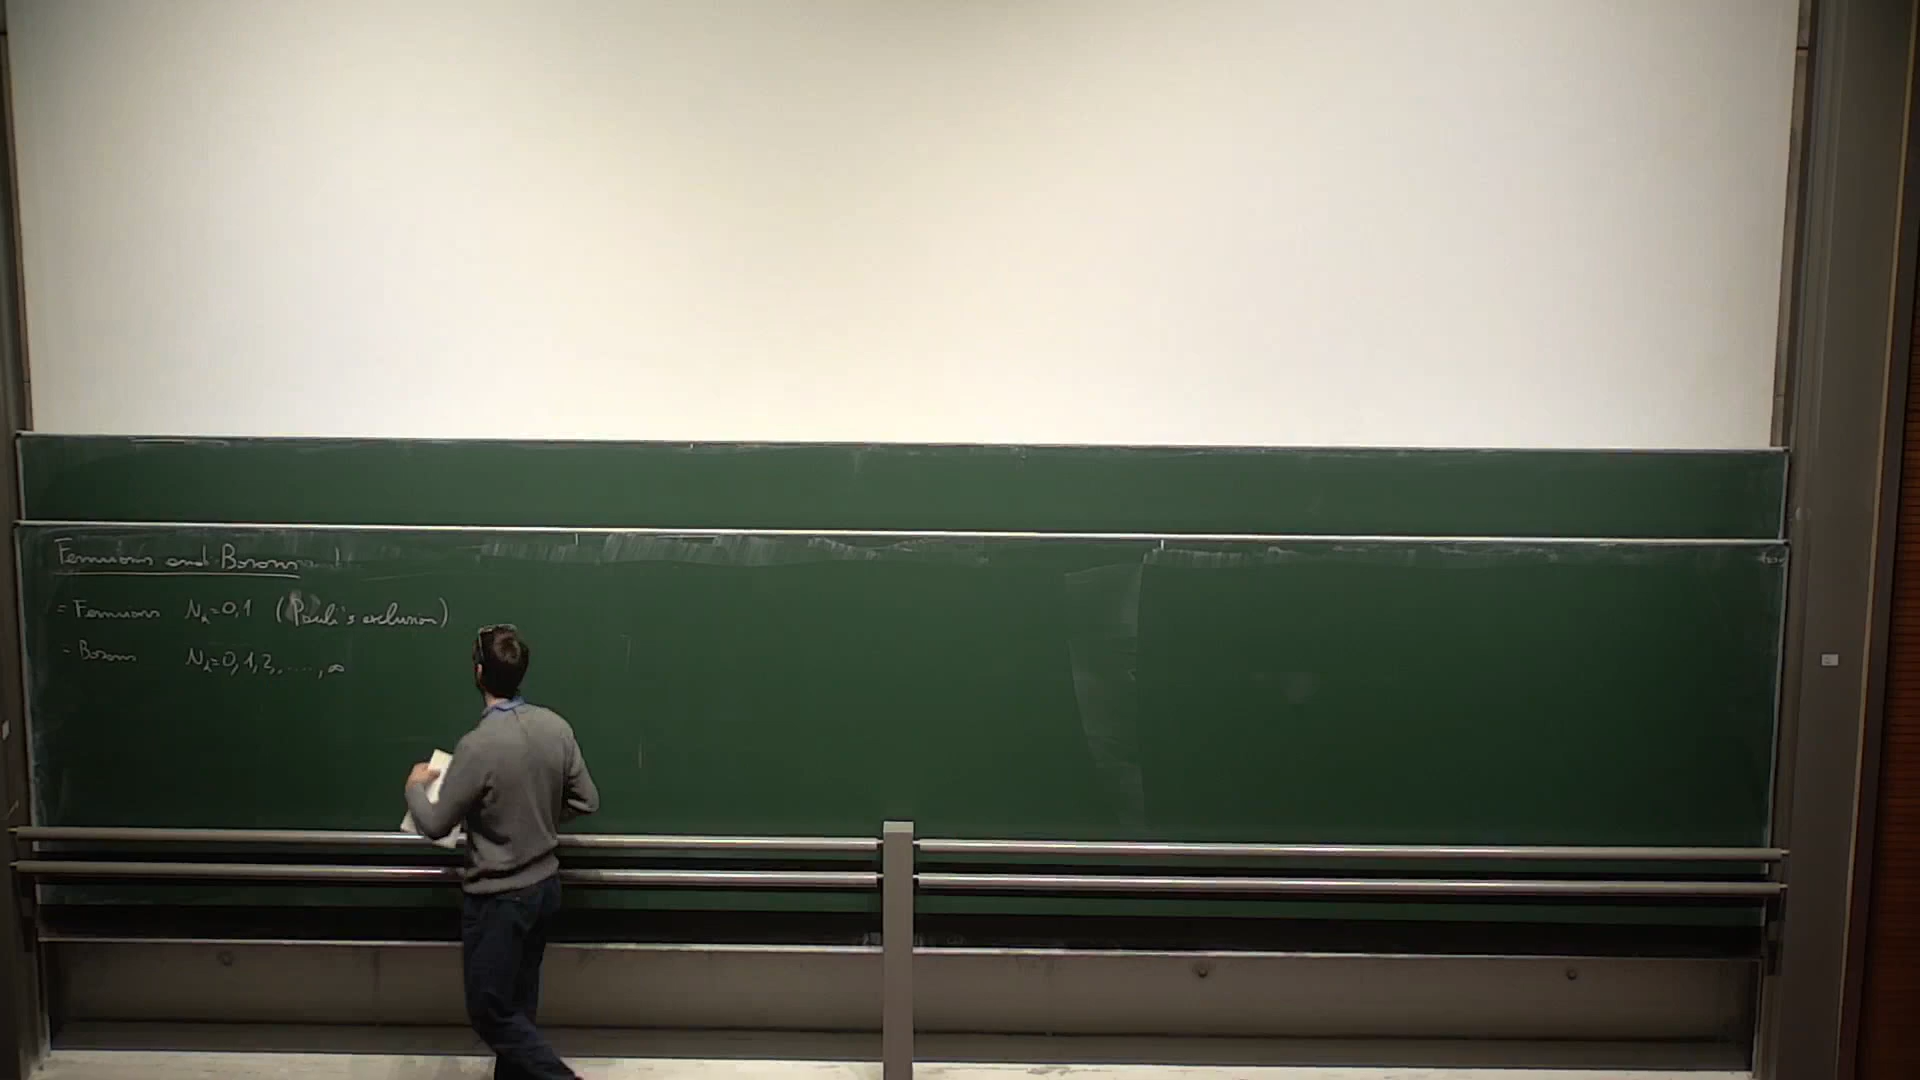 Fermions and Bosons
- Fermions N_λ=0,1 (Pauli's exclusion)
- Bosons N_λ=0,1,2,....,∞